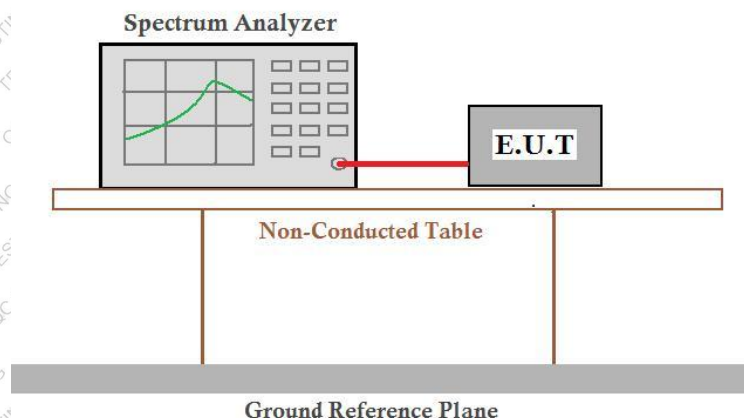 Spectrum Analyzer
E.U.T
Non-Conducted Table
Ground Reference Plane